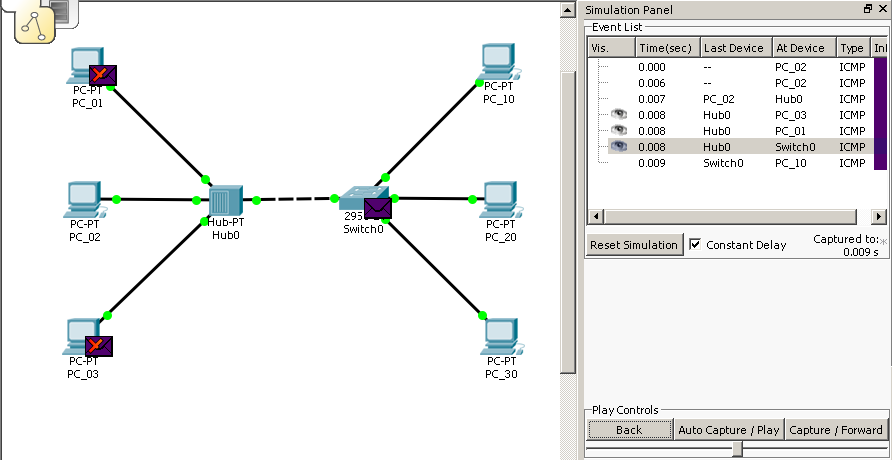 PC-PT
PC_01
PC-PT
PC_02
PC-PT
PC_03
Hub-PT
Hub0
Switch0
PC-PT
PC_10
PC-PT
PC_20
PC-PT
PC_30
Simulation Panel
Event List
Vis. Time(sec) Last Device At Device Type
0.000 -- PC_02 ICMP
0.006 -- PC_02 ICMP
0.007 PC_02 Hub0 ICMP
0.008 Hub0 PC_03 ICMP
0.008 Hub0 PC_01 ICMP
0.008 Hub0 Switch0 ICMP
0.009 Switch0 PC_10 ICMP
Reset Simulation Constant Delay Captured to:*
0.009 s
Play Controls
Back Auto Capture / Play Capture / Forward